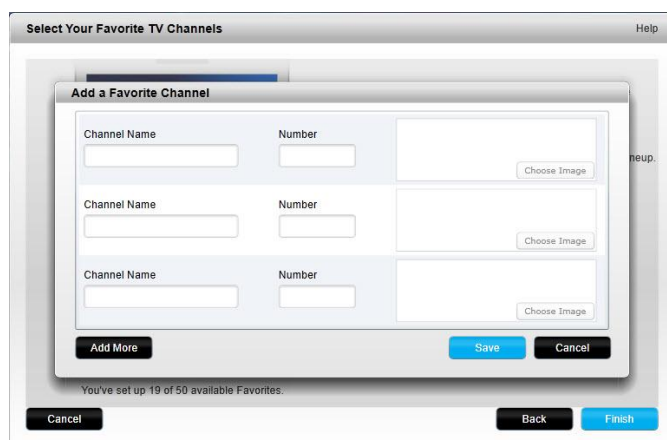 Select Your Favorite TV Channels Help
Add a Favorite Channel
Channel Name Number
Choose Image
neup.
Channel Name Number
Choose Image
Channel Name Number
Choose Image
Add More Save Cancel
You've set up 19 of 50 available Favorites.
Cancel Back Finish